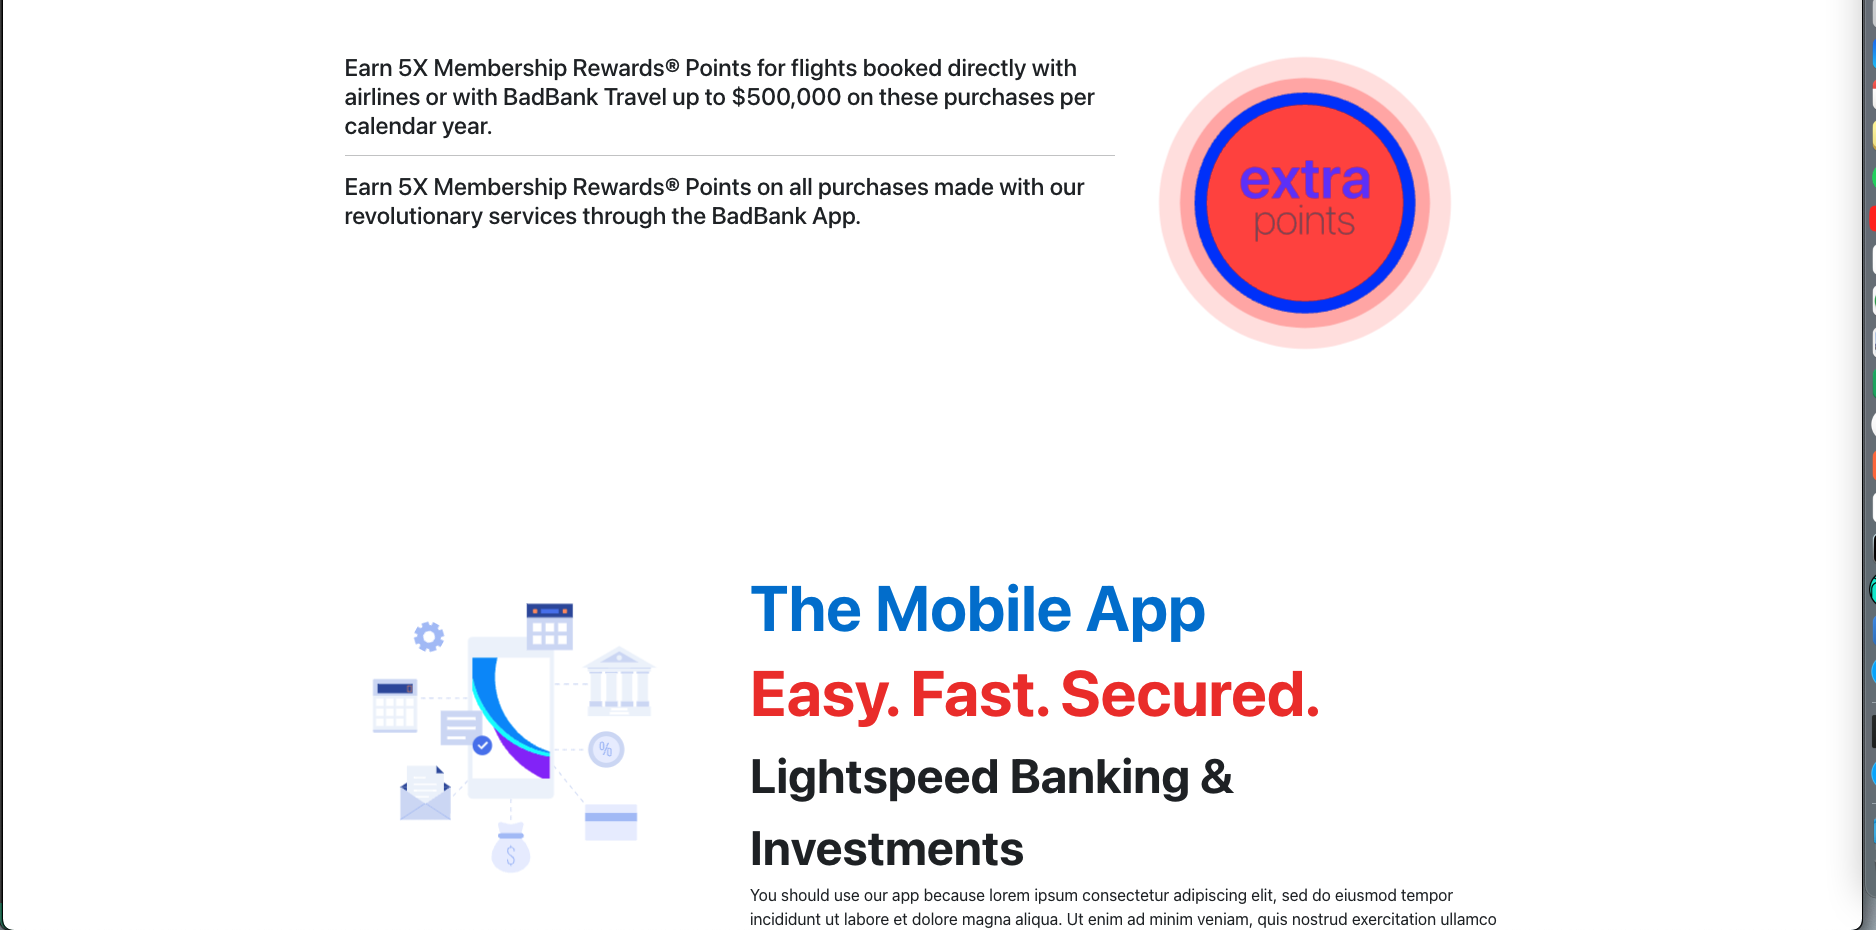 Earn 5X Membership Rewards® Points for flights booked directly with
airlines or with BadBank Travel up to $500,000 on these purchases per
calendar year.
Earn 5X Membership Rewards® Points on all purchases made with our
revolutionary services through the BadBank App.
extra
points
%
$
The Mobile App
Easy. Fast. Secured.
Lightspeed Banking &
Investments
You should use our app because lorem ipsum consectetur adipiscing elit, sed do eiusmod tempor
incididunt ut labore et dolore magna aliqua. Ut enim ad minim veniam, quis nostrud exercitation ullamco